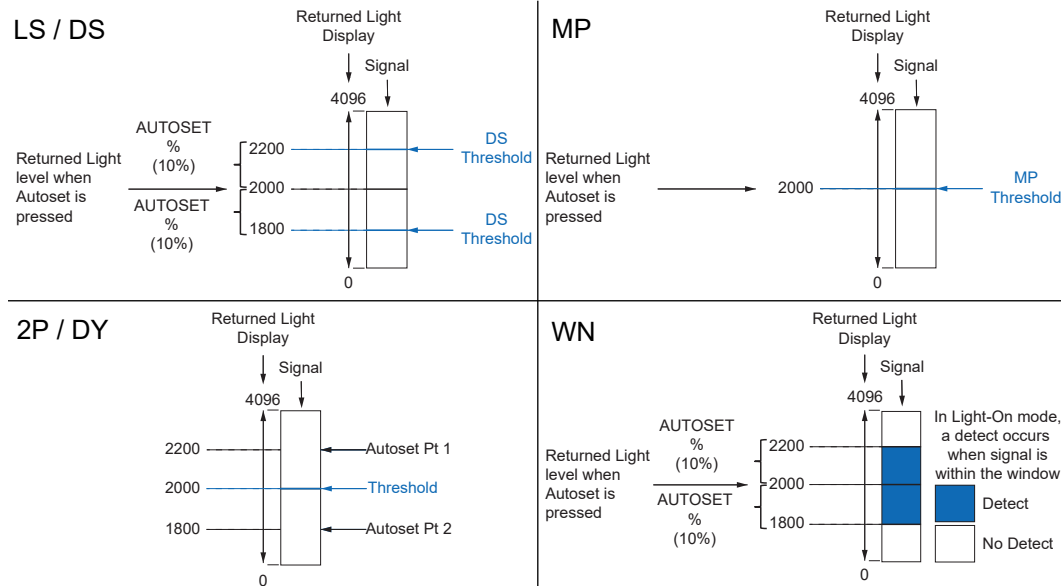 LS / DS
Returned Light
Display
Signal
4096
AUTOSET
%
(10%)
2200
DS
Threshold
Returned Light
level when
Autoset is
pressed
2000
AUTOSET
%
(10%)
1800
DS
Threshold
0
MP
Returned Light
Display
Signal
4096
Returned Light
level when
Autoset is
pressed
2000
MP
Threshold
0
2P / DY
Returned Light
Display
Signal
4096
2200
Autoset Pt 1
2000
Threshold
1800
Autoset Pt 2
0
WN
Returned Light
Display
Signal
4096
AUTOSET
%
(10%)
2200
Returned Light
level when
Autoset is
pressed
2000
AUTOSET
%
(10%)
1800
0
In Light-On mode,
a detect occurs
when signal is
within the window
Detect
No Detect